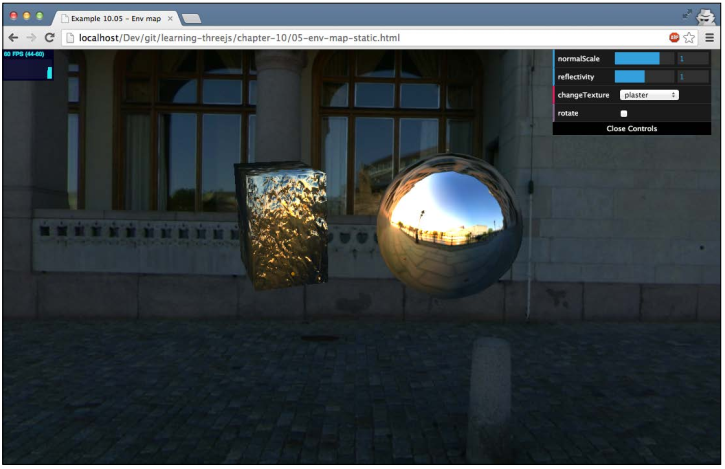 Example 10.05 - Env map
localhost/Dev/git/learning-threejs/chapter-10/05-env-map-static.html
60 FPS (44-60)
normalScale 1
reflectivity 1
changeTexture plaster
rotate
Close Controls